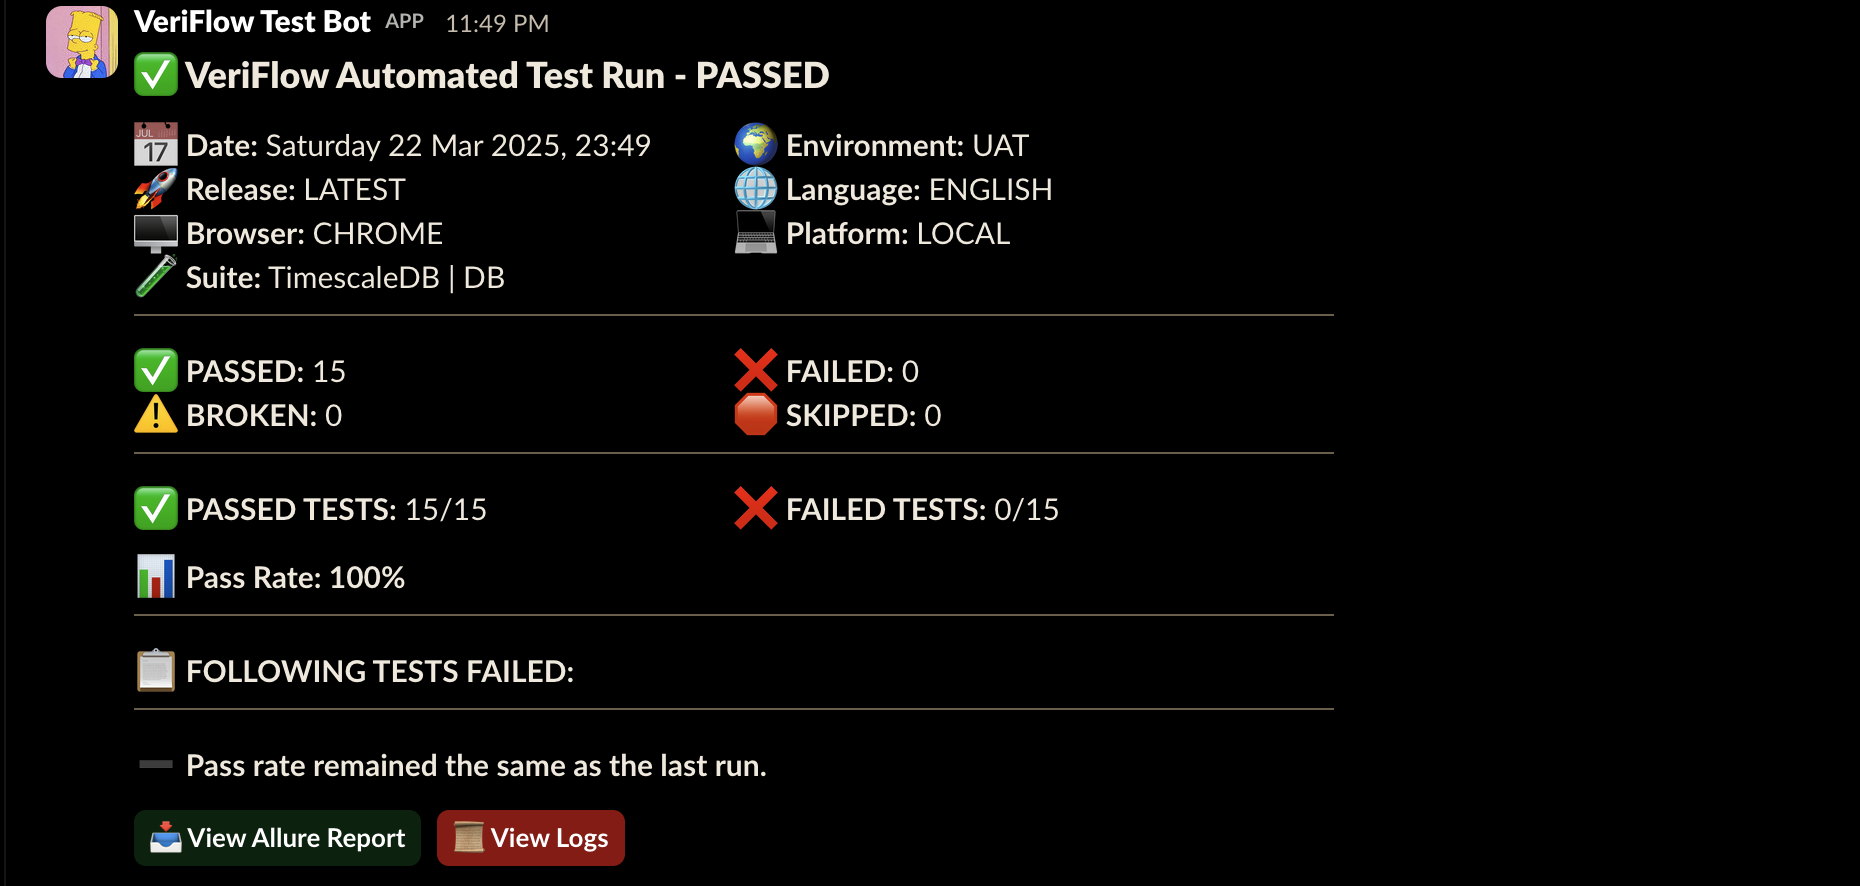 VeriFlow Test Bot APP 11:49 PM
✅ VeriFlow Automated Test Run - PASSED
JUL 17 Date: Saturday 22 Mar 2025, 23:49
Environment: UAT
Release: LATEST
Language: ENGLISH
Browser: CHROME
Platform: LOCAL
Suite: TimescaleDB | DB
✅ PASSED: 15
❌ FAILED: 0
⚠️ BROKEN: 0
🛑 SKIPPED: 0
✅ PASSED TESTS: 15/15
❌ FAILED TESTS: 0/15
📊 Pass Rate: 100%
📋 FOLLOWING TESTS FAILED:
➖ Pass rate remained the same as the last run.
View Allure Report
View Logs